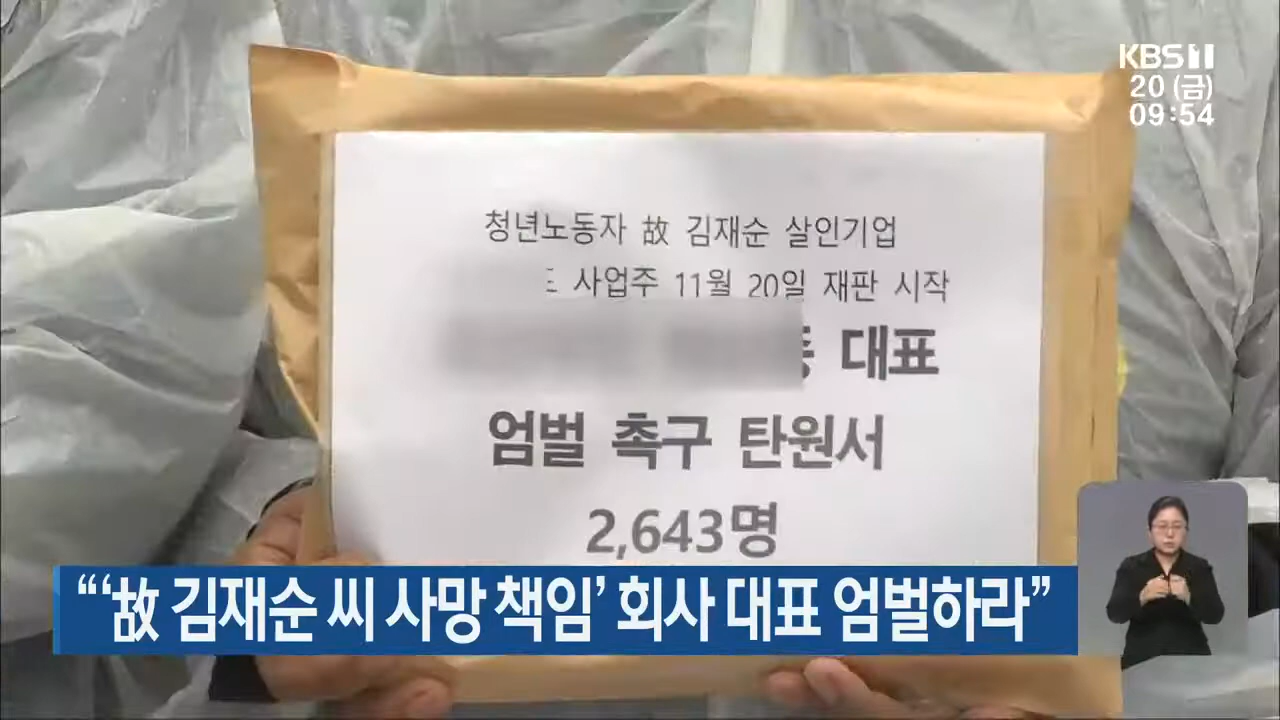 KBS 1
20 (금)
09:54
청년노동자 故 김재순 살인기업
사업주 11월 20일 재판 시작
대표
엄벌 촉구 탄원서
2,643명
“‘故 김재순 씨 사망 책임’ 회사 대표 엄벌하라”